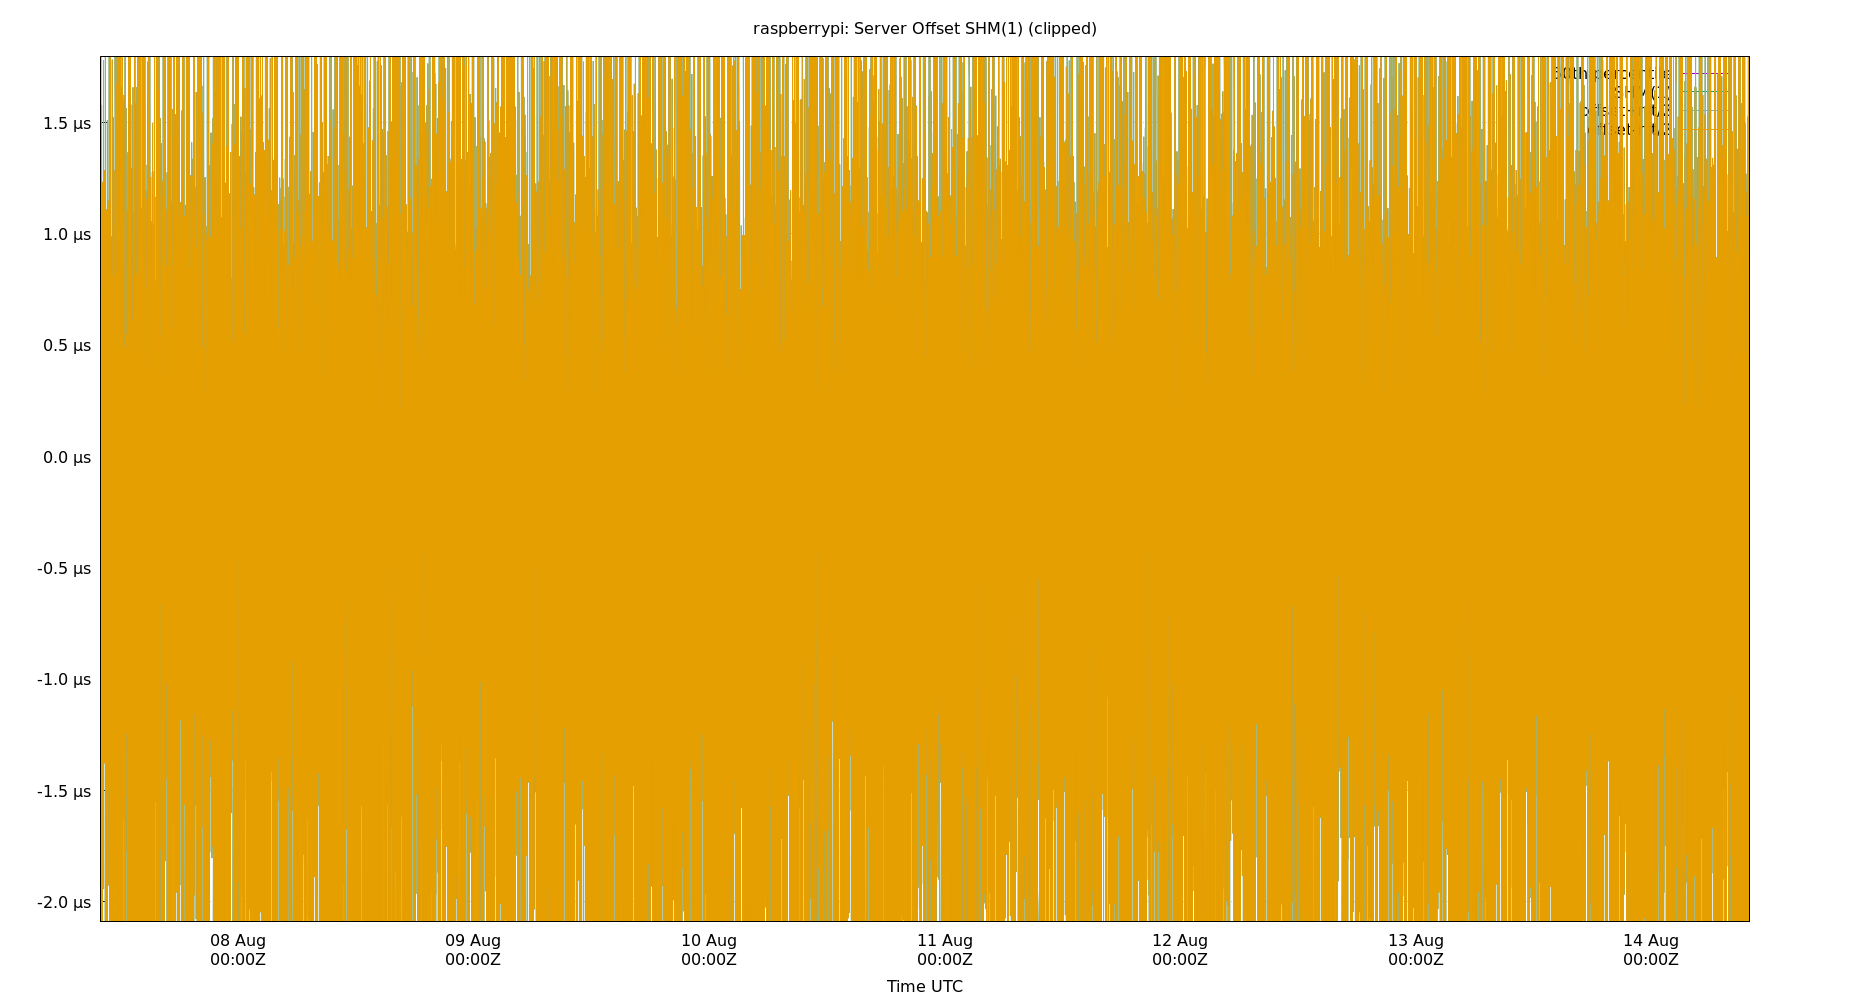 raspberrypi: Server Offset SHM(1) (clipped)
1.5 µs
1.0 µs
0.5 µs
0.0 µs
-0.5 µs
-1.0 µs
-1.5 µs
-2.0 µs
08 Aug 09 Aug 10 Aug 11 Aug 12 Aug 13 Aug 14 Aug
00:00Z 00:00Z 00:00Z 00:00Z 00:00Z 00:00Z 00:00Z
Time UTC